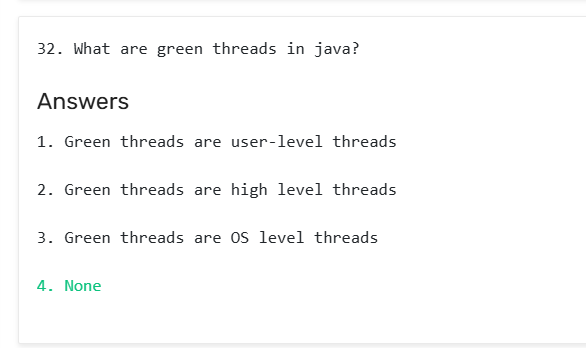 32. What are green threads in java?
Answers
1. Green threads are user-level threads
2. Green threads are high level threads
3. Green threads are OS level threads
4. None